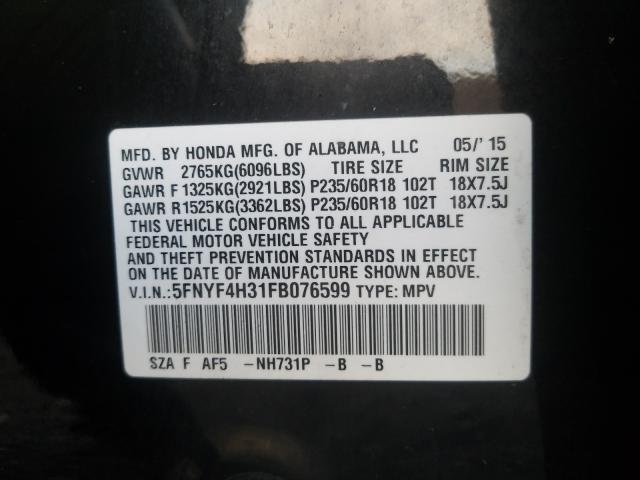 MFD. BY HONDA MFG. OF ALABAMA, LLC 05/' 15
GVWR 2765KG(6096LBS) TIRE SIZE RIM SIZE
GAWR F 1325KG(2921LBS) P235/60R18 102T 18X7.5J
GAWR R1525KG(3362LBS) P235/60R18 102T 18X7.5J
THIS VEHICLE CONFORMS TO ALL APPLICABLE
FEDERAL MOTOR VEHICLE SAFETY
AND THEFT PREVENTION STANDARDS IN EFFECT
ON THE DATE OF MANUFACTURE SHOWN ABOVE.
V.I.N.:5FNYF4H31FB076599 TYPE: MPV
SZA F AF5 -NH731P -B -B